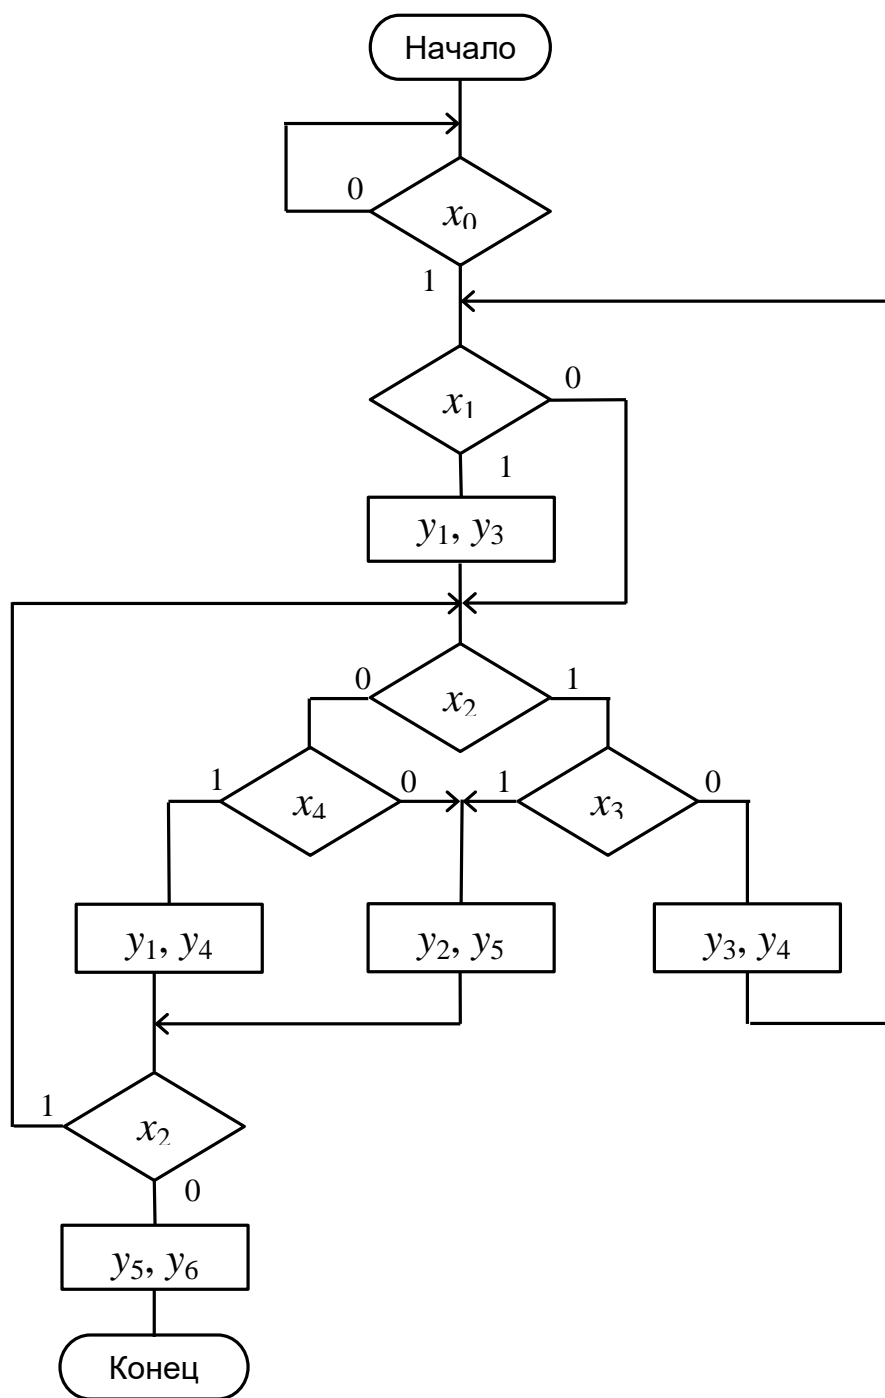 Начало
0
x₀
1
0
x₁
1
y₁, y₃
0 1
x₂
1 0 1 0
x₄ x₃
y₁, y₄ y₂, y₅ y₃, y₄
1
x₂
0
y₅, y₆
Конец